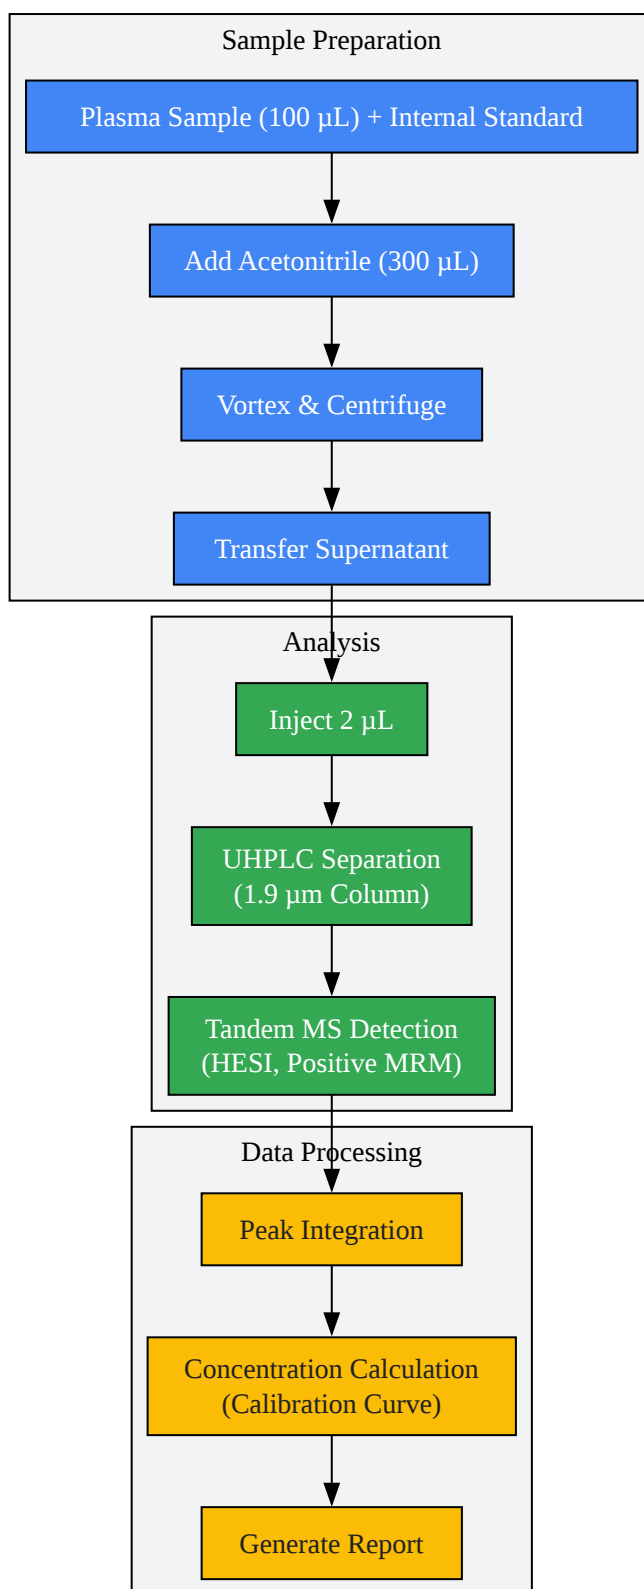 Sample Preparation
Plasma Sample (100 µL) + Internal Standard
Add Acetonitrile (300 µL)
Vortex & Centrifuge
Transfer Supernatant
Analysis
Inject 2 µL
UHPLC Separation
(1.9 µm Column)
Tandem MS Detection
(HESI, Positive MRM)
Data Processing
Peak Integration
Concentration Calculation
(Calibration Curve)
Generate Report